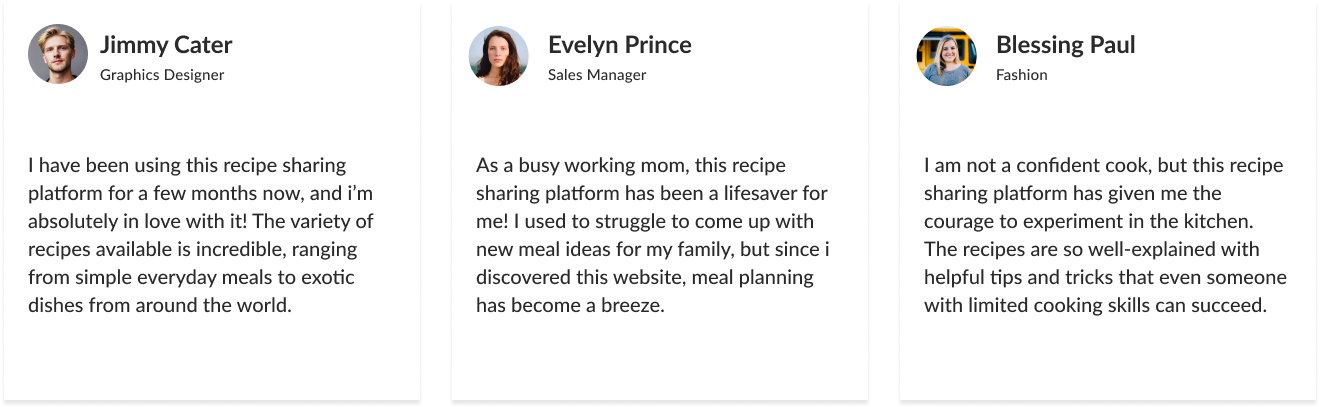 Jimmy Cater
Graphics Designer
I have been using this recipe sharing
platform for a few months now, and i’m
absolutely in love with it! The variety of
recipes available is incredible, ranging
from simple everyday meals to exotic
dishes from around the world.
Evelyn Prince
Sales Manager
As a busy working mom, this recipe
sharing platform has been a lifesaver for
me! I used to struggle to come up with
new meal ideas for my family, but since i
discovered this website, meal planning
has become a breeze.
Blessing Paul
Fashion
I am not a confident cook, but this recipe
sharing platform has given me the
courage to experiment in the kitchen.
The recipes are so well-explained with
helpful tips and tricks that even someone
with limited cooking skills can succeed.